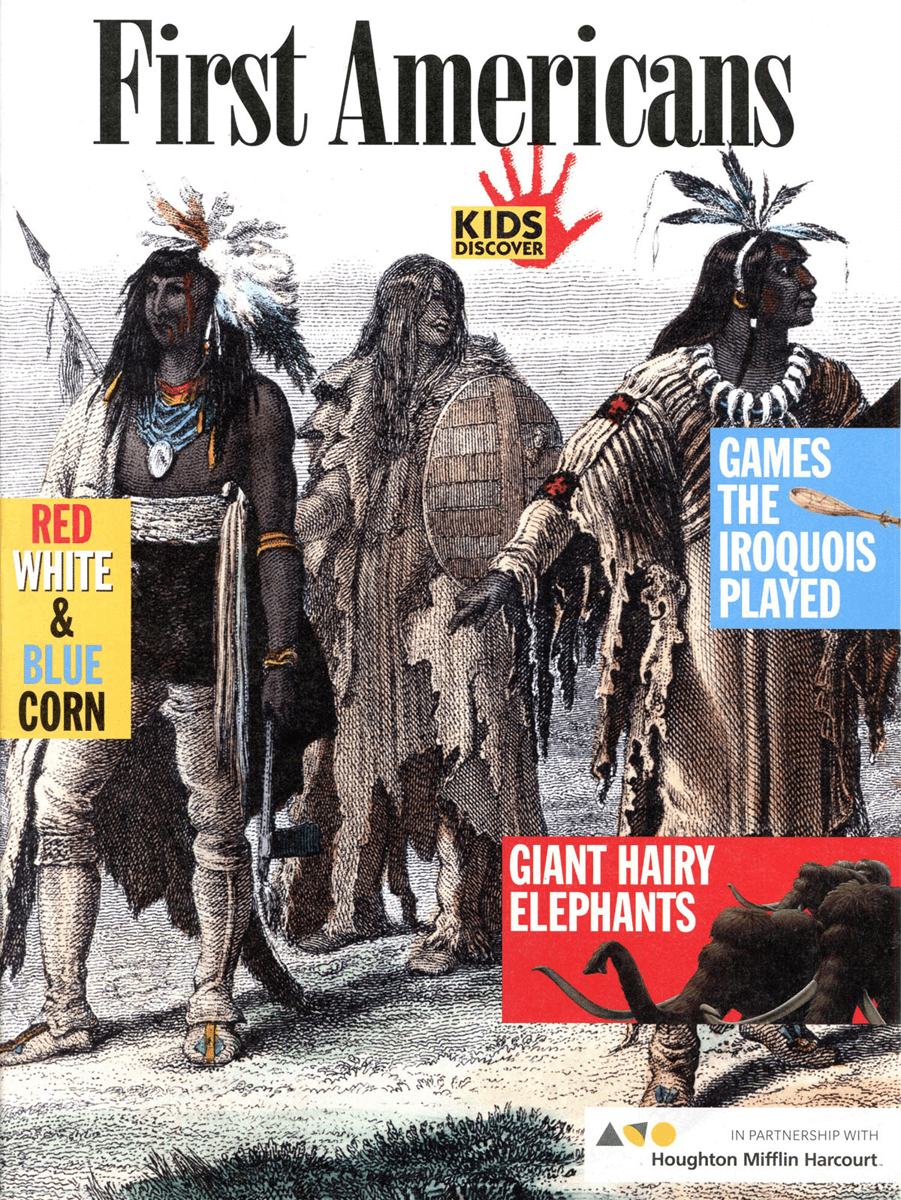 First Americans
KIDS
DISCOVER
GAMES
THE
IROQUOIS
PLAYED
RED
WHITE
&
BLUE
CORN
GIANT HAIRY
ELEPHANTS
IN PARTNERSHIP WITH
Houghton Mifflin Harcourt